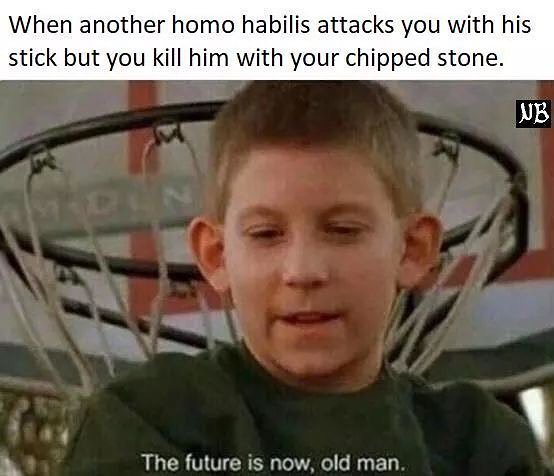 When another homo habilis attacks you with his
stick but you kill him with your chipped stone.
NB
The future is now, old man.